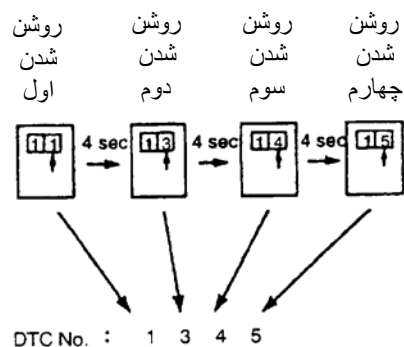 روشن شدن اول
روشن شدن دوم
روشن شدن سوم
روشن شدن چهارم
11 4 sec 13 4 sec 14 4 sec 15
DTC No. : 1 3 4 5